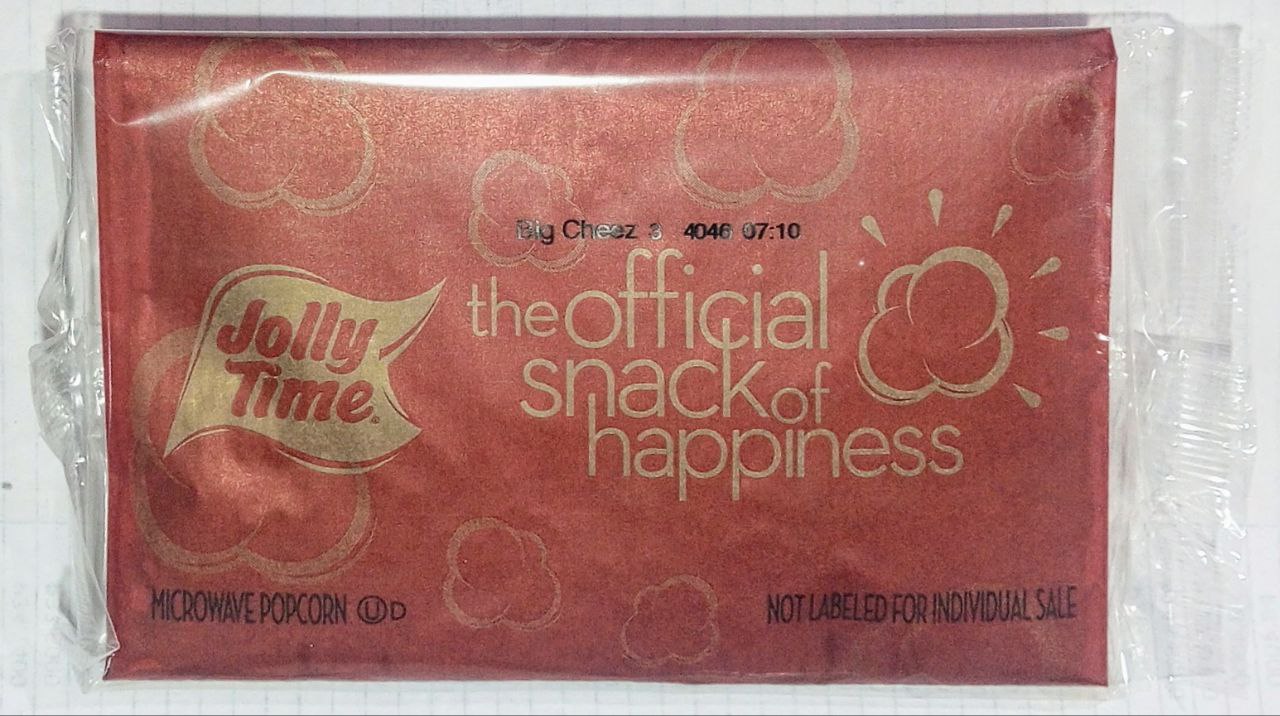 Big Cheez 3 4046 07:10
Jolly
Time®
the official
snack of
happiness
MICROWAVE POPCORN Ⓤ D
NOT LABELED FOR INDIVIDUAL SALE